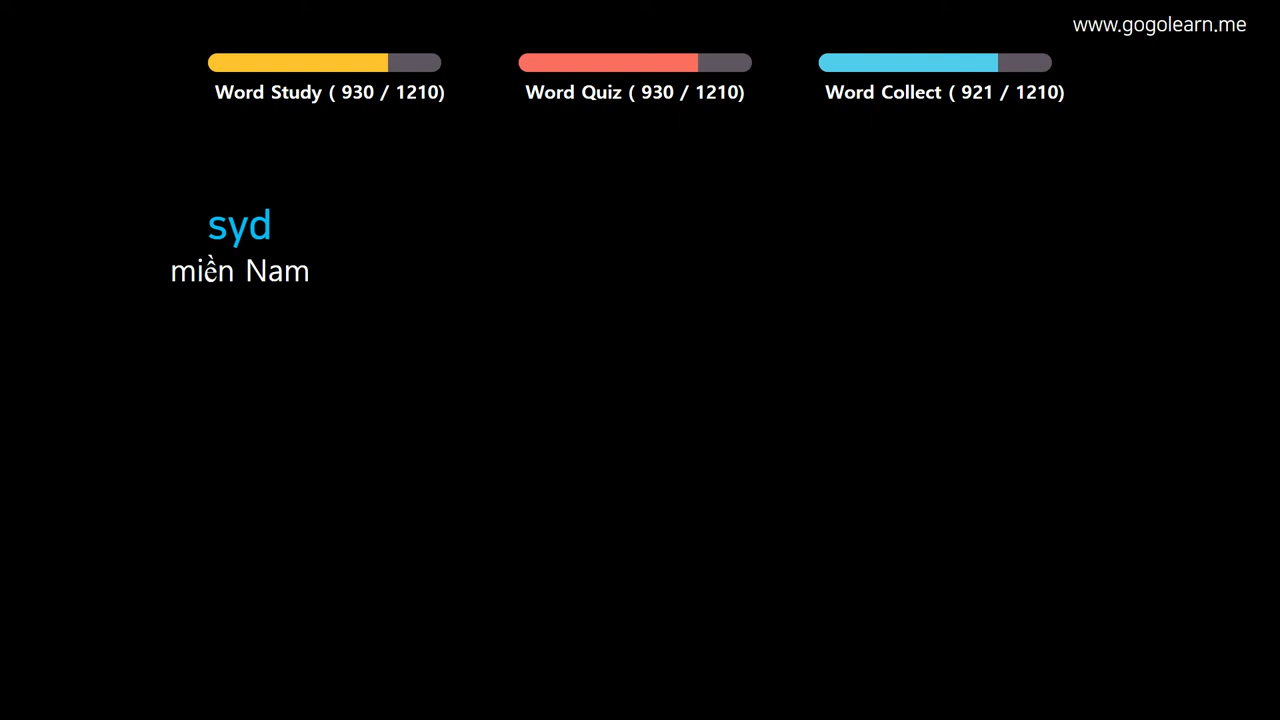 www.gogolearn.me
Word Study ( 930 / 1210)
Word Quiz ( 930 / 1210)
Word Collect ( 921 / 1210)
syd
miền Nam